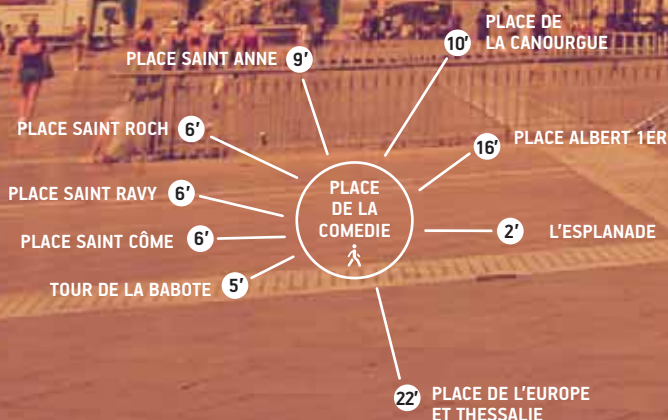 PLACE DE
LA CANOURGUE
10'
PLACE SAINT ANNE 9'
PLACE SAINT ROCH 6'
16' PLACE ALBERT 1ER
PLACE SAINT RAVY 6'
PLACE
DE LA
COMEDIE
PLACE SAINT CÔME 6'
2' L'ESPLANADE
TOUR DE LA BABOTE 5'
22' PLACE DE L'EUROPE
ET THESSALIE